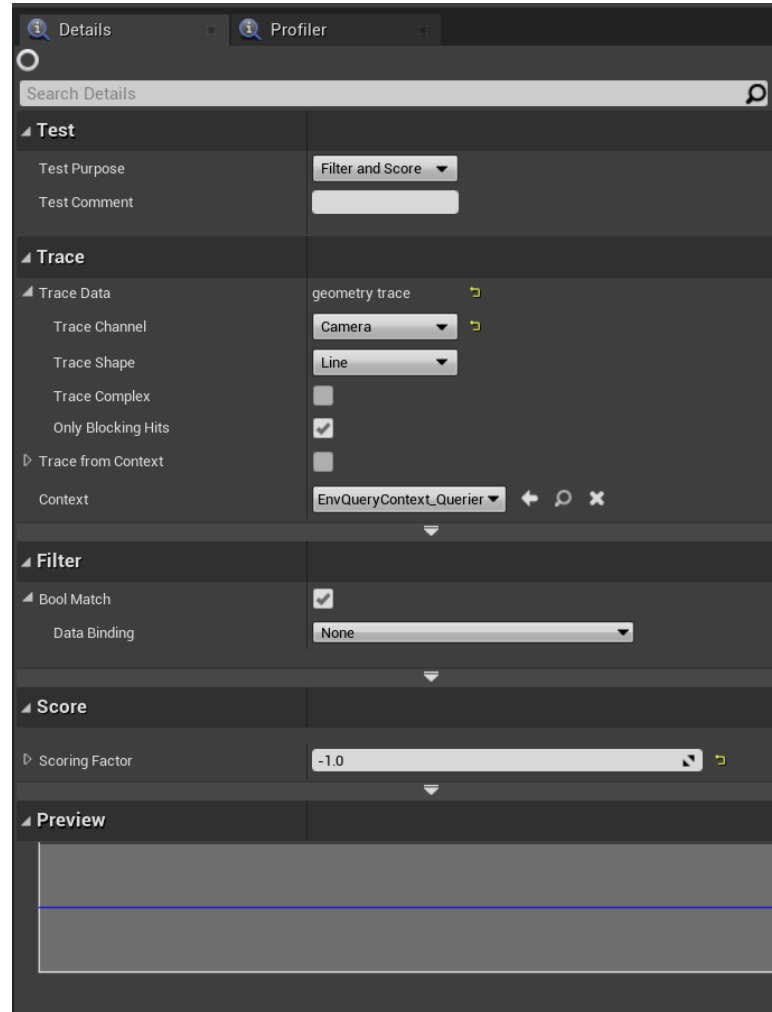 Details
Profiler
Search Details
Test
Test Purpose Filter and Score
Test Comment
Trace
Trace Data geometry trace
Trace Channel Camera
Trace Shape Line
Trace Complex
Only Blocking Hits
Trace from Context
Context EnvQueryContext_Querier
Filter
Bool Match
Data Binding None
Score
Scoring Factor -1.0
Preview